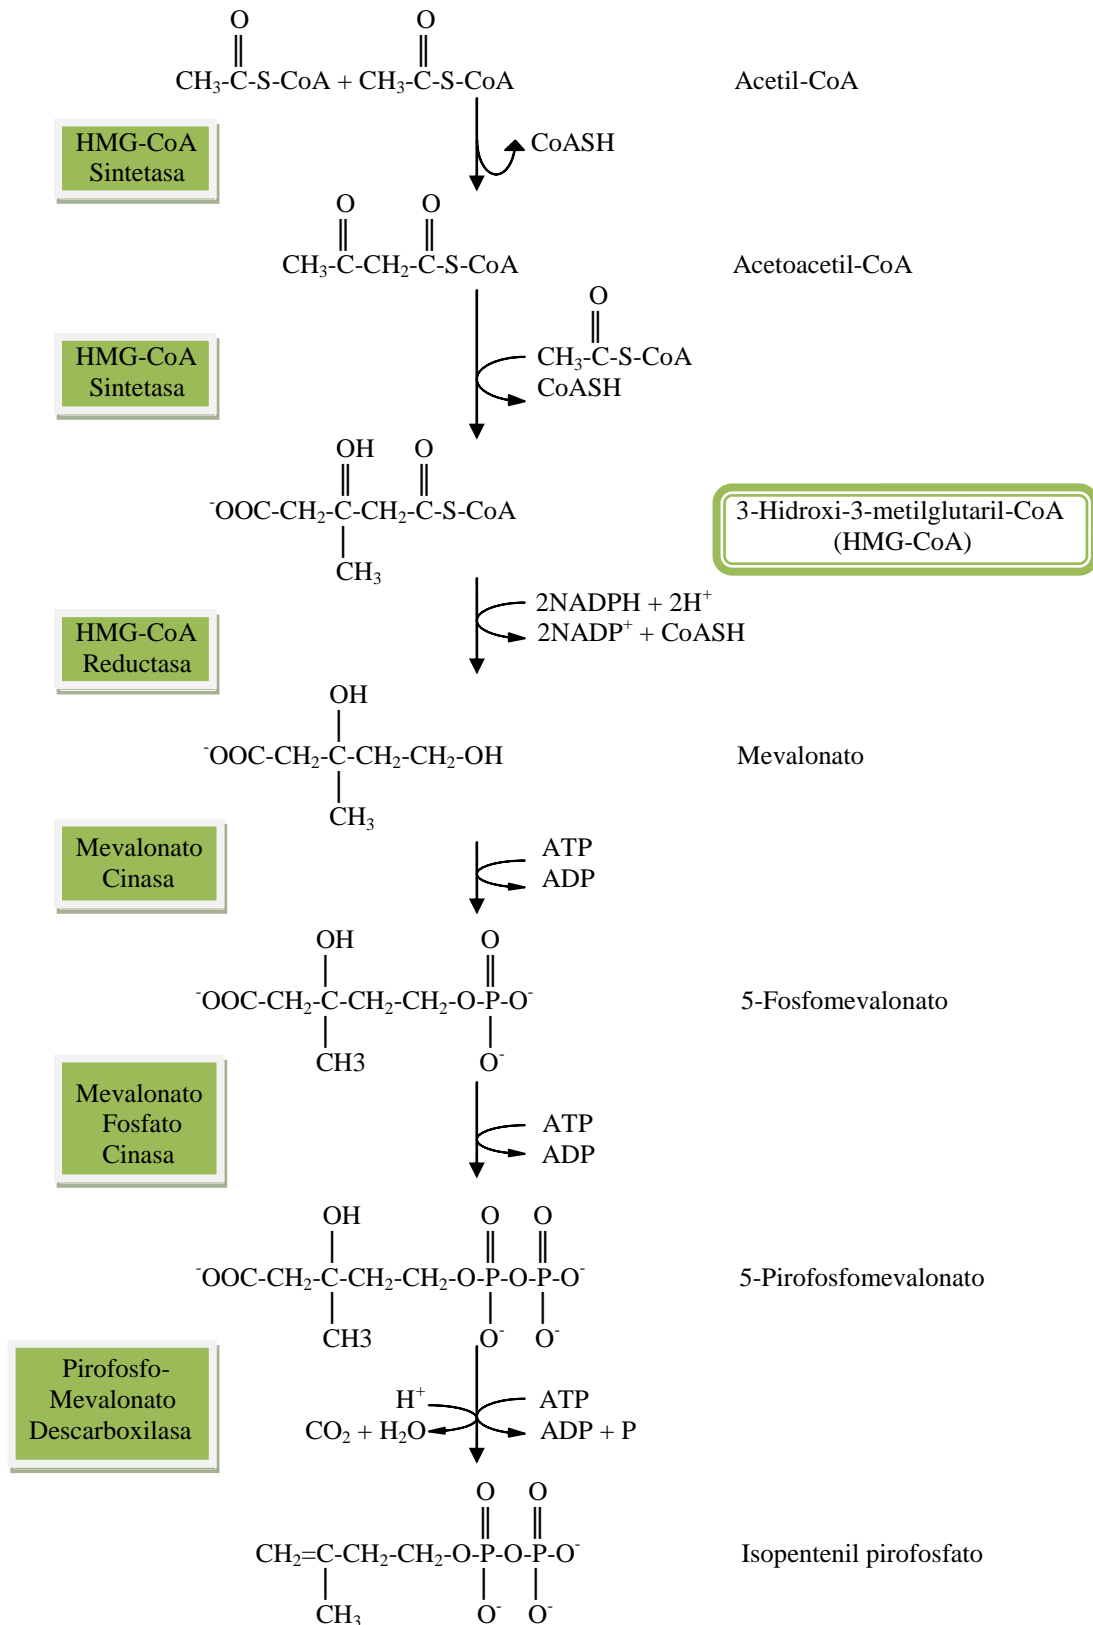 O O
CH₃-C-S-CoA + CH₃-C-S-CoA Acetil-CoA
HMG-CoA
Sintetasa
CoASH
O O
CH₃-C-CH₂-C-S-CoA Acetoacetil-CoA
O
HMG-CoA
Sintetasa
CH₃-C-S-CoA
CoASH
OH O
⁻OOC-CH₂-C-CH₂-C-S-CoA
CH₃
3-Hidroxi-3-metilglutaril-CoA
(HMG-CoA)
2NADPH + 2H⁺
2NADP⁺ + CoASH
HMG-CoA
Reductasa
OH
⁻OOC-CH₂-C-CH₂-CH₂-OH Mevalonato
CH₃
Mevalonato
Cinasa
ATP
ADP
OH O
⁻OOC-CH₂-C-CH₂-CH₂-O-P-O⁻ 5-Fosfomevalonato
CH3 O⁻
Mevalonato
Fosfato
Cinasa
ATP
ADP
OH O O
⁻OOC-CH₂-C-CH₂-CH₂-O-P-O-P-O⁻ 5-Pirofosfomevalonato
CH3 O⁻ O⁻
Pirofosfo-
Mevalonato
Descarboxilasa
H⁺ ATP
CO₂ + H₂O ADP + P
O O
CH₂=C-CH₂-CH₂-O-P-O-P-O⁻ Isopentenil pirofosfato
CH₃ O⁻ O⁻